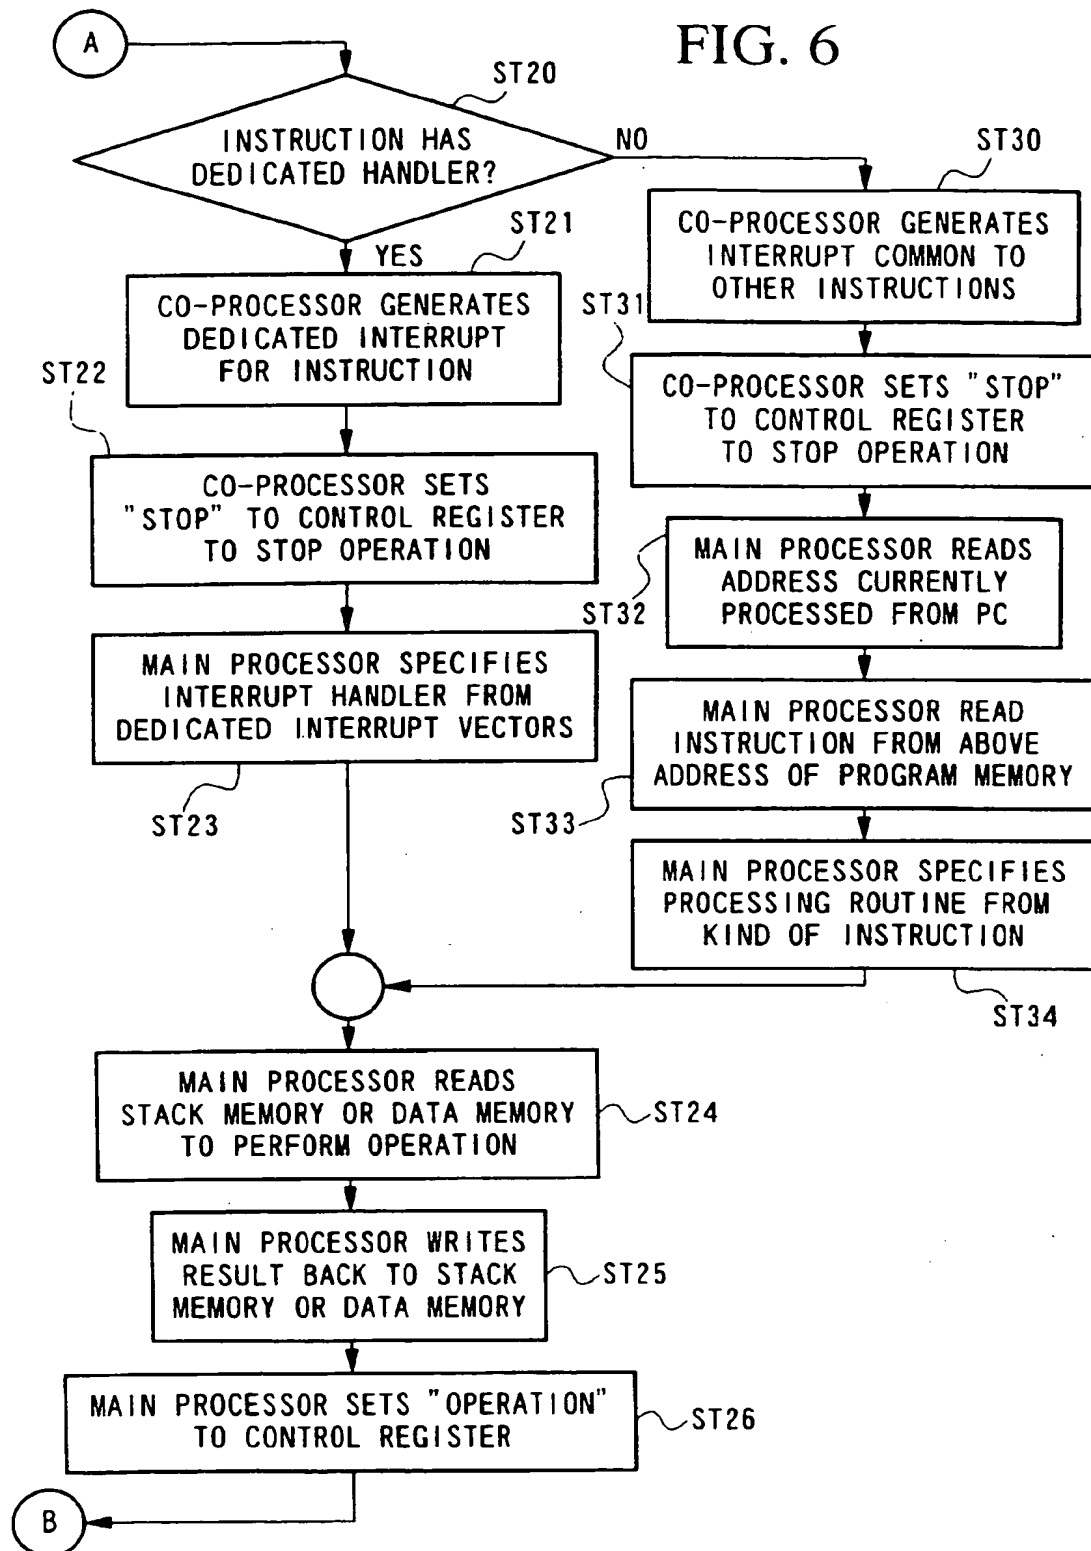 FIG. 6
A
ST20
INSTRUCTION HAS
DEDICATED HANDLER?
NO
YES
ST21
CO-PROCESSOR GENERATES
DEDICATED INTERRUPT
FOR INSTRUCTION
ST22
CO-PROCESSOR SETS
"STOP" TO CONTROL REGISTER
TO STOP OPERATION
MAIN PROCESSOR SPECIFIES
INTERRUPT HANDLER FROM
DEDICATED INTERRUPT VECTORS
ST23
ST30
CO-PROCESSOR GENERATES
INTERRUPT COMMON TO
OTHER INSTRUCTIONS
ST31
CO-PROCESSOR SETS "STOP"
TO CONTROL REGISTER
TO STOP OPERATION
MAIN PROCESSOR READS
ADDRESS CURRENTLY
PROCESSED FROM PC
ST32
MAIN PROCESSOR READ
INSTRUCTION FROM ABOVE
ADDRESS OF PROGRAM MEMORY
ST33
MAIN PROCESSOR SPECIFIES
PROCESSING ROUTINE FROM
KIND OF INSTRUCTION
ST34
MAIN PROCESSOR READS
STACK MEMORY OR DATA MEMORY
TO PERFORM OPERATION
ST24
MAIN PROCESSOR WRITES
RESULT BACK TO STACK
MEMORY OR DATA MEMORY
ST25
MAIN PROCESSOR SETS "OPERATION"
TO CONTROL REGISTER
ST26
B